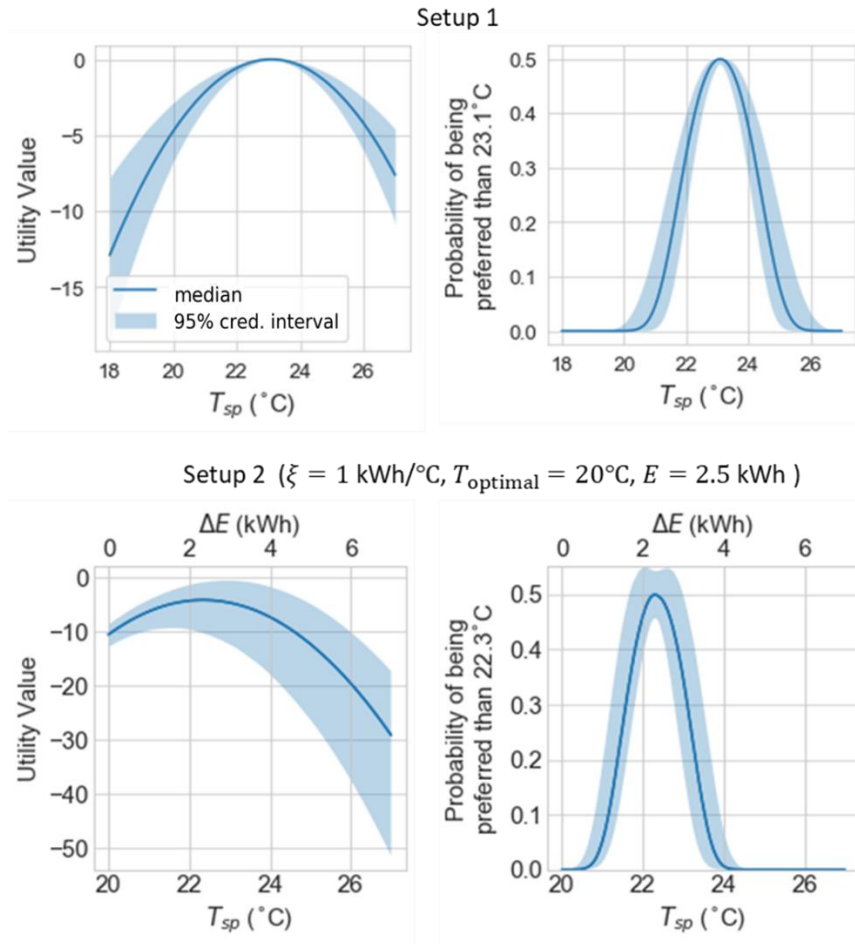 Setup 1
Utility Value
0
−5
−10
−15
median
95% cred. interval
18 20 22 24 26
T_sp (˚C)
Probability of being
preferred than 23.1˚C
0.5
0.4
0.3
0.2
0.1
0.0
18 20 22 24 26
T_sp (˚C)
Setup 2 (ξ = 1 kWh/°C, T_optimal = 20°C, E = 2.5 kWh )
ΔE (kWh)
0 2 4 6
Utility Value
0
−10
−20
−30
−40
−50
20 22 24 26
T_sp (˚C)
ΔE (kWh)
0 2 4 6
Probability of being
preferred than 22.3˚C
0.5
0.4
0.3
0.2
0.1
0.0
20 22 24 26
T_sp (˚C)